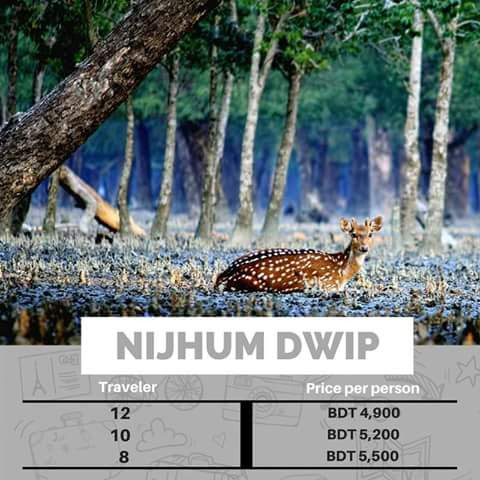 NIJHUM DWIP
Traveler Price per person
12 BDT 4,900
10 BDT 5,200
8 BDT 5,500